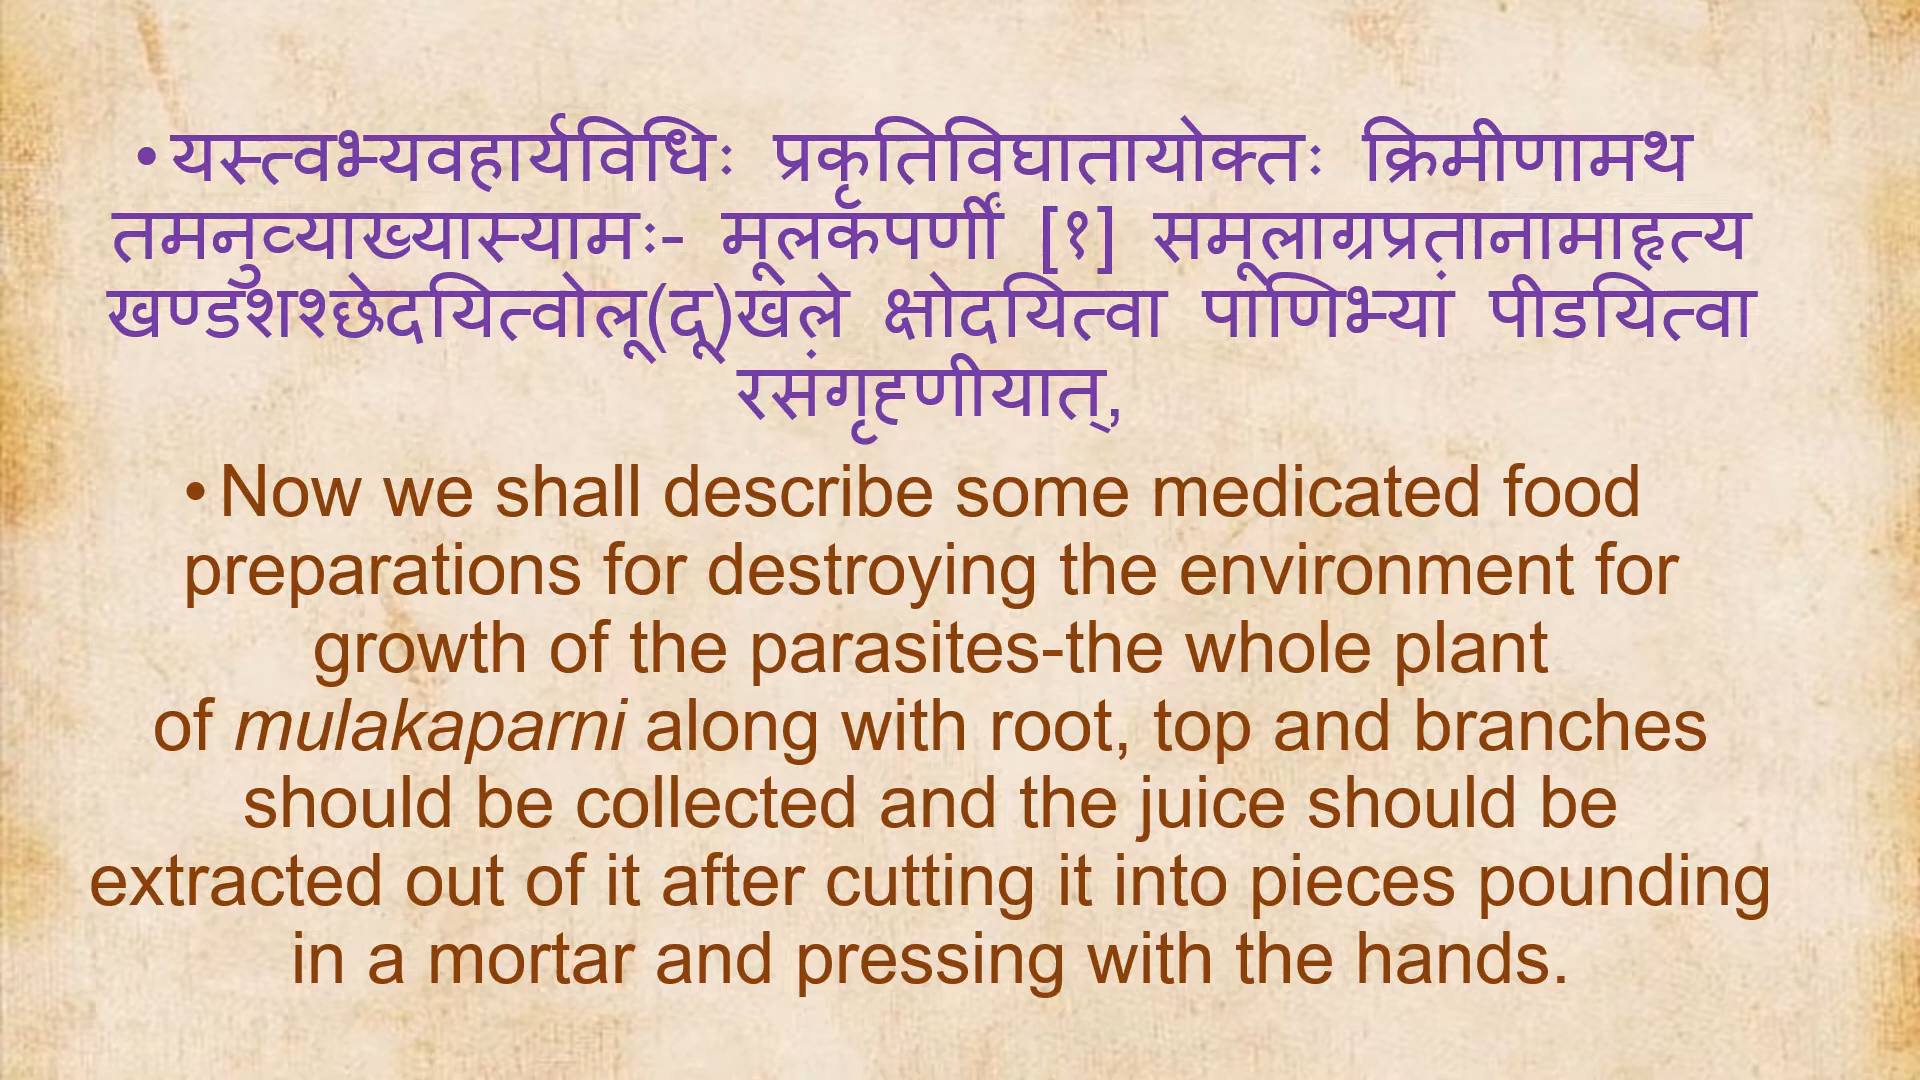 •यस्त्वभ्यवहार्यविधिः प्रकृतिविघातायोक्तः क्रिमीणामथ
तमनुव्याख्यास्यामः- मूलकपर्णीं [१] समूलाग्रप्रतानामाहृत्य
खण्डशश्छेदयित्वोलू(दू)खले क्षोदयित्वा पाणिभ्यां पीडयित्वा
रसंगृह्णीयात्,
•Now we shall describe some medicated food
preparations for destroying the environment for
growth of the parasites-the whole plant
of mulakaparni along with root, top and branches
should be collected and the juice should be
extracted out of it after cutting it into pieces pounding
in a mortar and pressing with the hands.